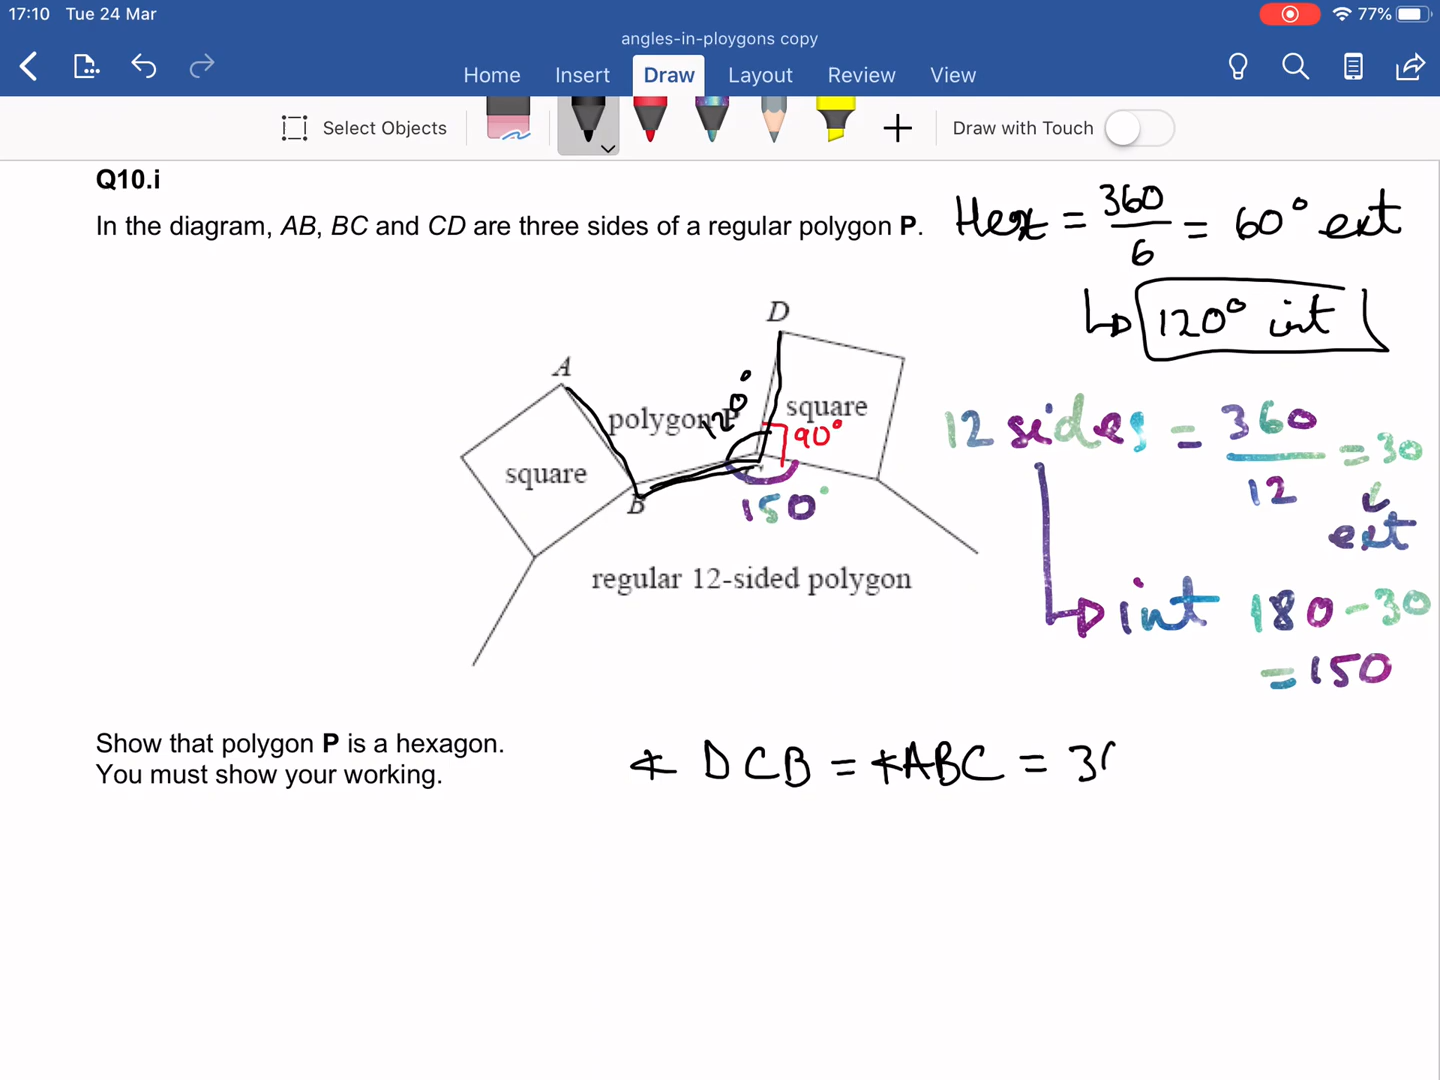 17:10 Tue 24 Mar
77%
angles-in-ploygons copy
Home Insert Draw Layout Review View
Select Objects
Draw with Touch
Q10.i
In the diagram, AB, BC and CD are three sides of a regular polygon P.
Hex = 360/6 = 60° ext
↳ 120° int
D
A
polygon P
120°
square
90°
square
B
C
150°
regular 12-sided polygon
12 sides = 360/12 = 30
ext
int 180 - 30
= 150
Show that polygon P is a hexagon.
You must show your working.
∢ DCB = ∢ABC = 3